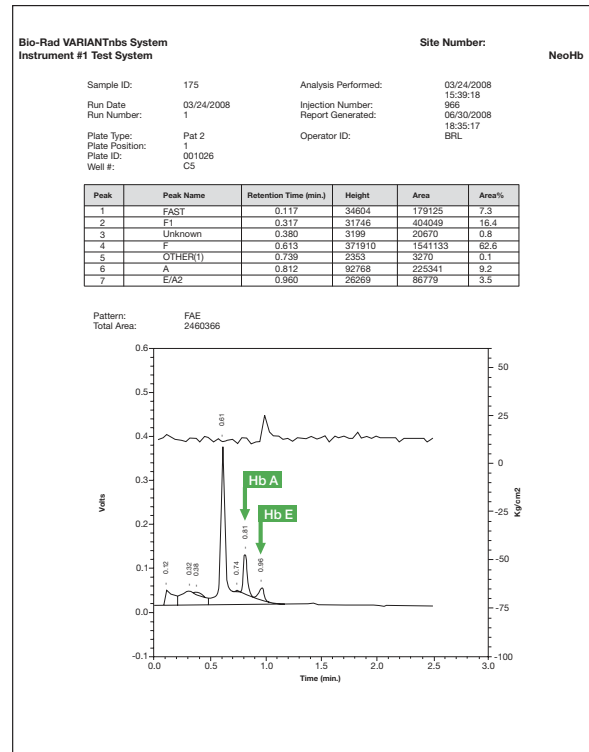 Bio-Rad VARIANTnbs System Site Number:
Instrument #1 Test System NeoHb
Sample ID: 175 Analysis Performed: 03/24/2008
15:39:18
Run Date 03/24/2008 Injection Number: 966
Run Number: 1 Report Generated: 06/30/2008
18:35:17
Plate Type: Pat 2 Operator ID: BRL
Plate Position: 1
Plate ID: 001026
Well #: C5
Peak Peak Name Retention Time (min.) Height Area Area%
1 FAST 0.117 34604 179125 7.3
2 F1 0.317 31746 404049 16.4
3 Unknown 0.380 3199 20670 0.8
4 F 0.613 371910 1541133 62.6
5 OTHER(1) 0.739 2353 3270 0.1
6 A 0.812 92768 225341 9.2
7 E/A2 0.960 26269 86779 3.5
Pattern: FAE
Total Area: 2460366
0.6
0.5
0.4
0.3
0.2
0.1
0.0
-0.1
Volts
0.12
0.32
0.38
0.61
0.74
0.81
0.96
Hb A
Hb E
50
25
0
-25
-50
-75
-100
Kg/cm2
0.0 0.5 1.0 1.5 2.0 2.5 3.0
Time (min.)